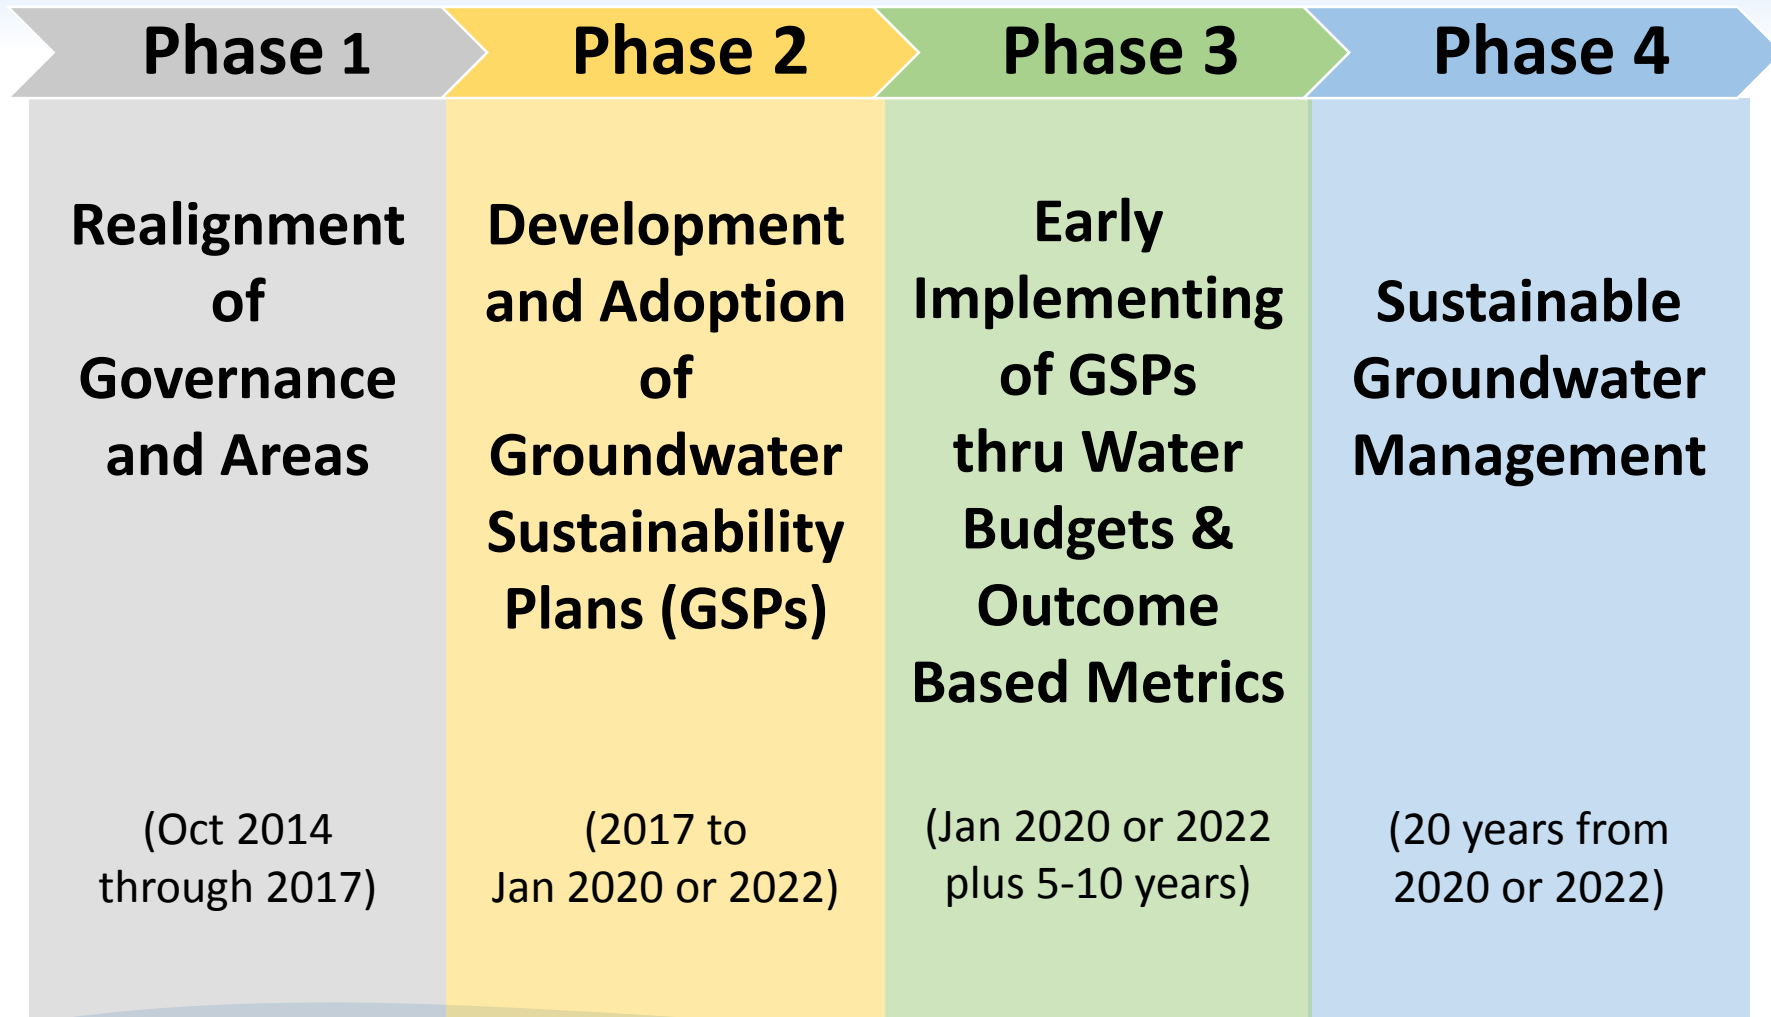 Phase 1
Phase 2
Phase 3
Phase 4
Realignment
of
Governance
and Areas
(Oct 2014
through 2017)
Development
and Adoption
of
Groundwater
Sustainability
Plans (GSPs)
(2017 to
Jan 2020 or 2022)
Early
Implementing
of GSPs
thru Water
Budgets &
Outcome
Based Metrics
(Jan 2020 or 2022
plus 5-10 years)
Sustainable
Groundwater
Management
(20 years from
2020 or 2022)